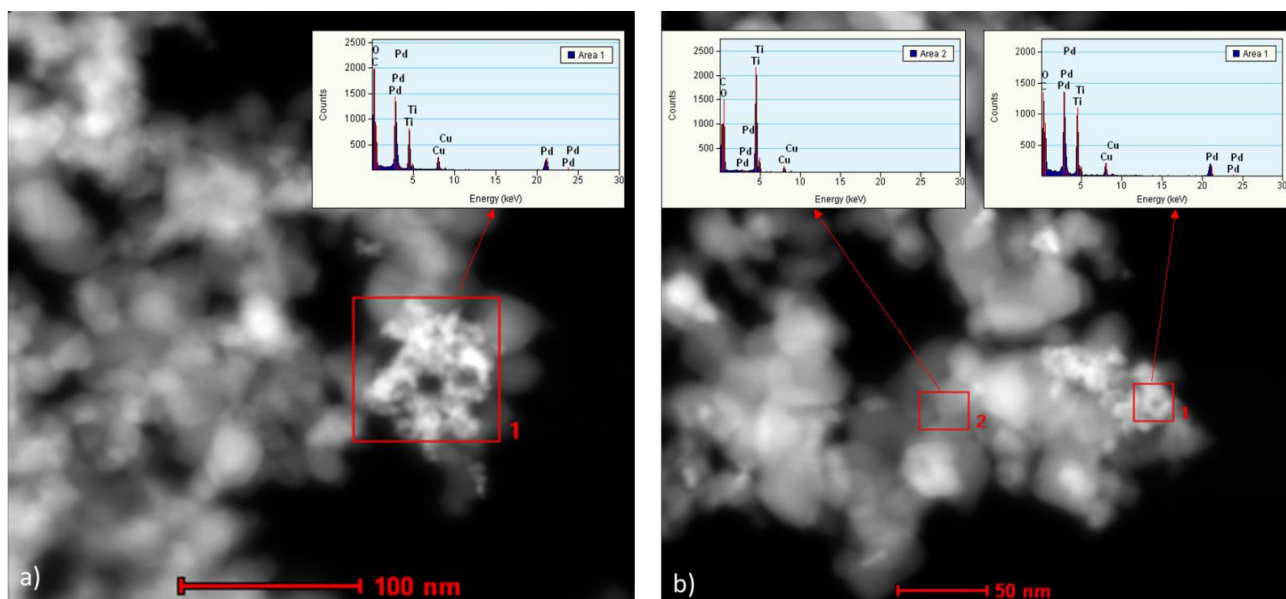 2500
2000
1500
1000
500
Counts
O
C
Pd
Pd
Pd
Ti
Ti
Cu
Cu
Pd
Pd
Pd
Area 1
5 10 15 20 25 30
Energy (keV)
1
a)
100 nm
2500
2000
1500
1000
500
Counts
C
O
Ti
Ti
Pd
Pd
Pd
Cu
Cu
Area 2
5 10 15 20 25 30
Energy (keV)
2000
1500
1000
500
Counts
O
C
Pd
Pd
Pd
Ti
Ti
Cu
Cu
Pd
Pd
Pd
Area 1
5 10 15 20 25 30
Energy (keV)
2
1
b)
50 nm